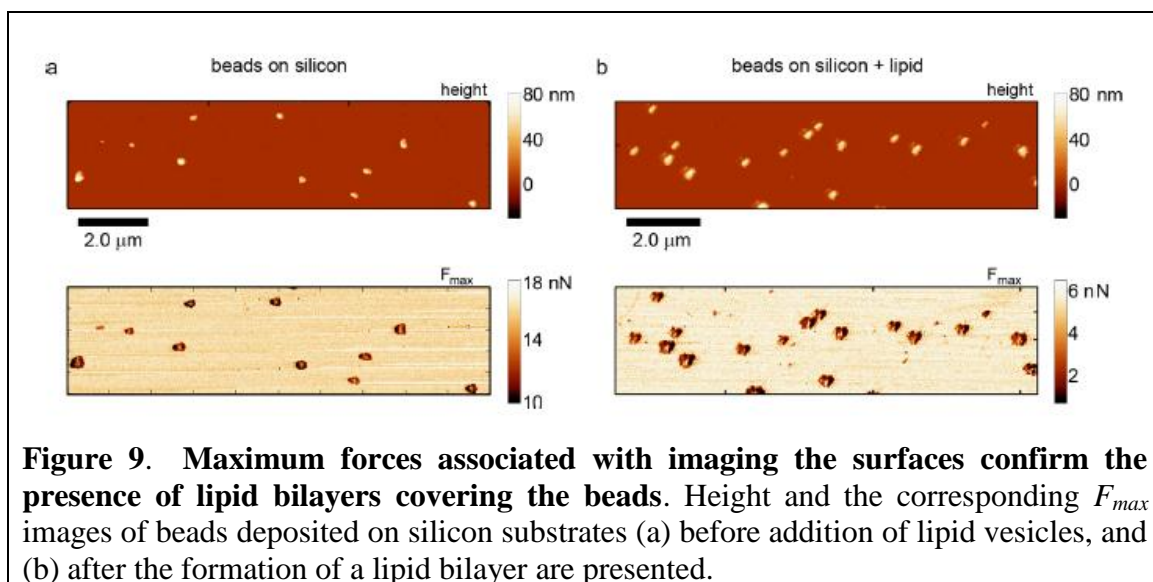 a beads on silicon b beads on silicon + lipid
height height
80 nm 80 nm
40 40
0 0
2.0 μm 2.0 μm
F_max F_max
18 nN 6 nN
14 4
10 2
Figure 9. Maximum forces associated with imaging the surfaces confirm the
presence of lipid bilayers covering the beads. Height and the corresponding F_max
images of beads deposited on silicon substrates (a) before addition of lipid vesicles, and
(b) after the formation of a lipid bilayer are presented.